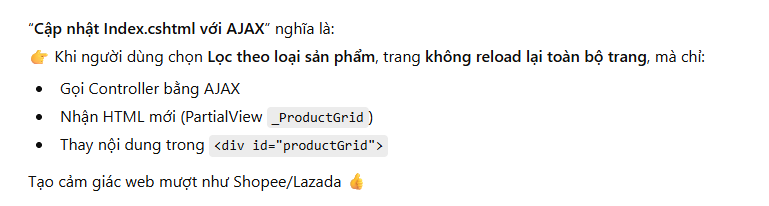 “Cập nhật Index.cshtml với AJAX” nghĩa là:
👉 Khi người dùng chọn Lọc theo loại sản phẩm, trang không reload lại toàn bộ trang, mà chỉ:
• Gọi Controller bằng AJAX
• Nhận HTML mới (PartialView _ProductGrid)
• Thay nội dung trong <div id="productGrid">
Tạo cảm giác web mượt như Shopee/Lazada 👍